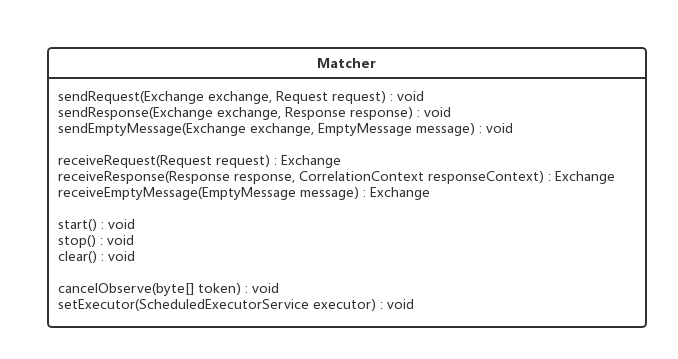 Matcher
sendRequest(Exchange exchange, Request request) : void
sendResponse(Exchange exchange, Response response) : void
sendEmptyMessage(Exchange exchange, EmptyMessage message) : void
receiveRequest(Request request) : Exchange
receiveResponse(Response response, CorrelationContext responseContext) : Exchange
receiveEmptyMessage(EmptyMessage message) : Exchange
start() : void
stop() : void
clear() : void
cancelObserve(byte[] token) : void
setExecutor(ScheduledExecutorService executor) : void